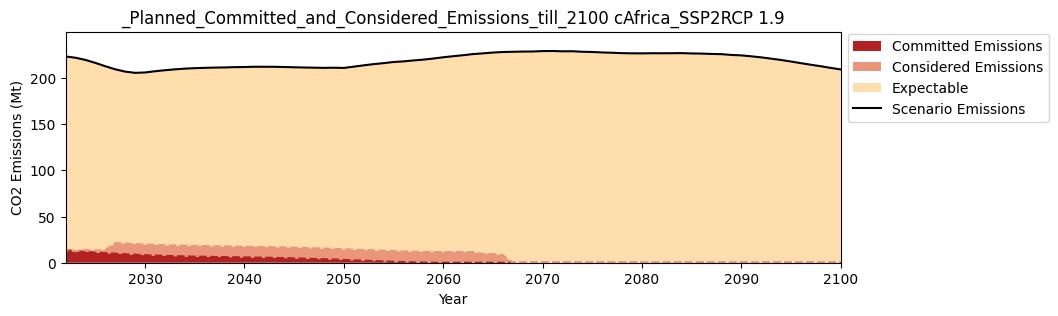 _Planned_Committed_and_Considered_Emissions_till_2100 cAfrica_SSP2RCP 1.9
Committed Emissions
Considered Emissions
Expectable
Scenario Emissions
CO2 Emissions (Mt)
200
150
100
50
0
2030 2040 2050 2060 2070 2080 2090 2100
Year